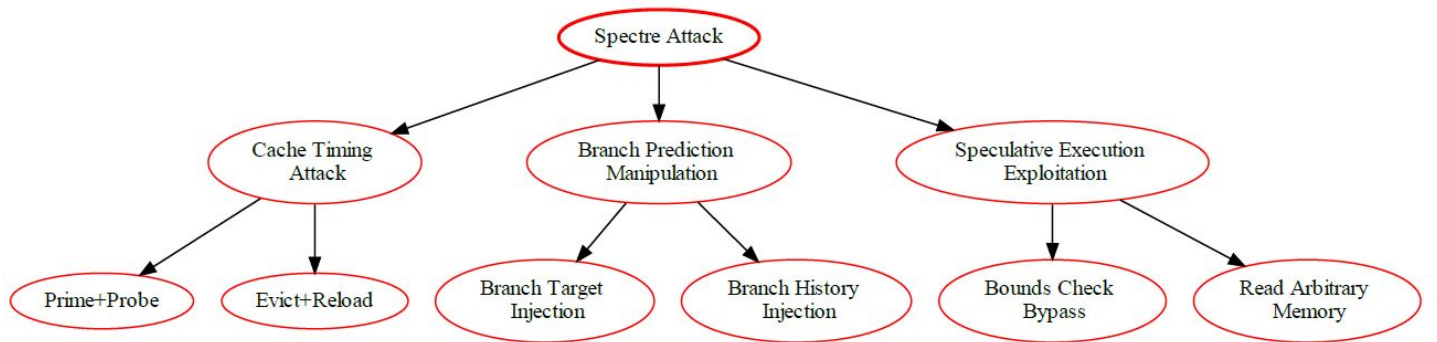 Spectre Attack
Cache Timing
Attack
Branch Prediction
Manipulation
Speculative Execution
Exploitation
Prime+Probe
Evict+Reload
Branch Target
Injection
Branch History
Injection
Bounds Check
Bypass
Read Arbitrary
Memory